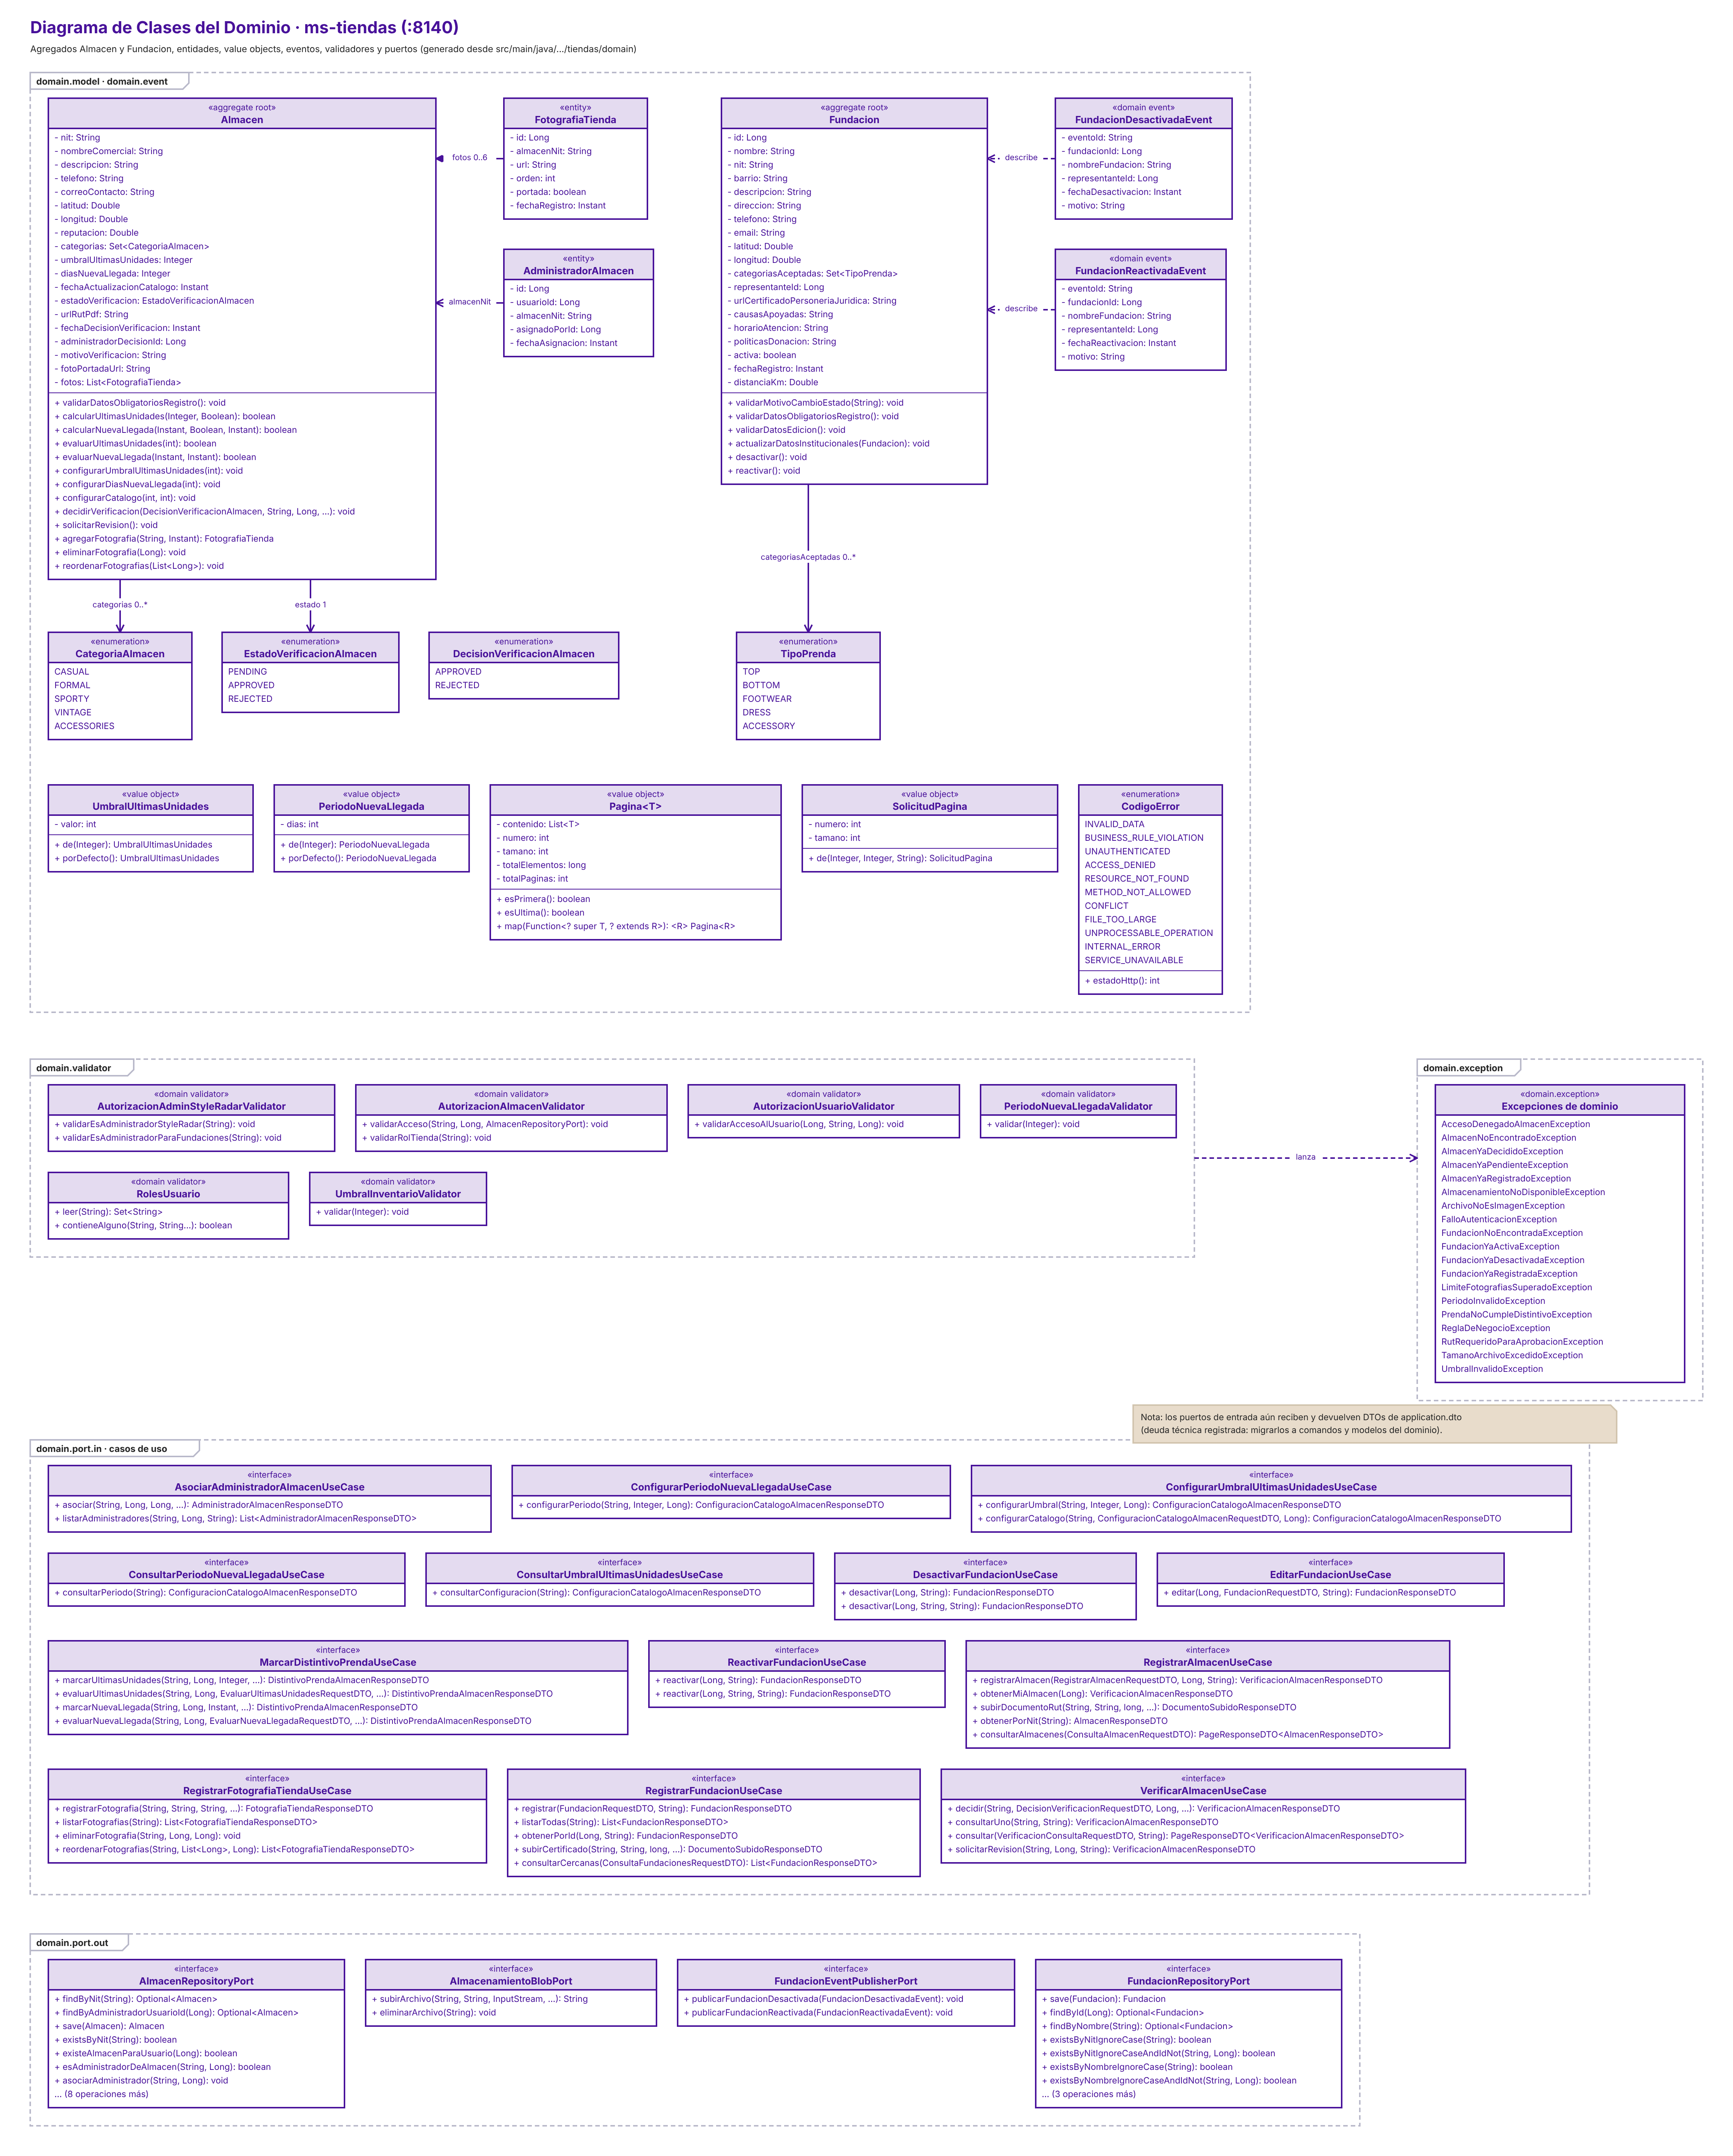 Diagrama de Clases del Dominio · ms-tiendas (:8140)
Agregados Almacen y Fundacion, entidades, value objects, eventos, validadores y puertos (generado desde src/main/java/.../tiendas/domain)
domain.model · domain.event
«aggregate root»
Almacen
- nit: String
- nombreComercial: String
- descripcion: String
- telefono: String
- correoContacto: String
- latitud: Double
- longitud: Double
- reputacion: Double
- categorias: Set<CategoriaAlmacen>
- umbralUltimasUnidades: Integer
- diasNuevaLlegada: Integer
- fechaActualizacionCatalogo: Instant
- estadoVerificacion: EstadoVerificacionAlmacen
- urlRutPdf: String
- fechaDecisionVerificacion: Instant
- administradorDecisionId: Long
- motivoVerificacion: String
- fotoPortadaUrl: String
- fotos: List<FotografiaTienda>
+ validarDatosObligatoriosRegistro(): void
+ calcularUltimasUnidades(Integer, Boolean): boolean
+ calcularNuevaLlegada(Instant, Boolean, Instant): boolean
+ evaluarUltimasUnidades(int): boolean
+ evaluarNuevaLlegada(Instant, Instant): boolean
+ configurarUmbralUltimasUnidades(int): void
+ configurarDiasNuevaLlegada(int): void
+ configurarCatalogo(int, int): void
+ decidirVerificacion(DecisionVerificacionAlmacen, String, Long, ...): void
+ solicitarRevision(): void
+ agregarFotografia(String, Instant): FotografiaTienda
+ eliminarFotografia(Long): void
+ reordenarFotografias(List<Long>): void
fotos 0..6
«entity»
FotografiaTienda
- id: Long
- almacenNit: String
- url: String
- orden: int
- portada: boolean
- fechaRegistro: Instant
almacenNit
«entity»
AdministradorAlmacen
- id: Long
- usuarioId: Long
- almacenNit: String
- asignadoPorId: Long
- fechaAsignacion: Instant
«aggregate root»
Fundacion
- id: Long
- nombre: String
- nit: String
- barrio: String
- descripcion: String
- direccion: String
- telefono: String
- email: String
- latitud: Double
- longitud: Double
- categoriasAceptadas: Set<TipoPrenda>
- representanteId: Long
- urlCertificadoPersoneriaJuridica: String
- causasApoyadas: String
- horarioAtencion: String
- politicasDonacion: String
- activa: boolean
- fechaRegistro: Instant
- distanciaKm: Double
+ validarMotivoCambioEstado(String): void
+ validarDatosObligatoriosRegistro(): void
+ validarDatosEdicion(): void
+ actualizarDatosInstitucionales(Fundacion): void
+ desactivar(): void
+ reactivar(): void
describe
«domain event»
FundacionDesactivadaEvent
- eventoId: String
- fundacionId: Long
- nombreFundacion: String
- representanteId: Long
- fechaDesactivacion: Instant
- motivo: String
describe
«domain event»
FundacionReactivadaEvent
- eventoId: String
- fundacionId: Long
- nombreFundacion: String
- representanteId: Long
- fechaReactivacion: Instant
- motivo: String
categorias 0..*
estado 1
categoriasAceptadas 0..*
«enumeration»
CategoriaAlmacen
CASUAL
FORMAL
SPORTY
VINTAGE
ACCESSORIES
«enumeration»
EstadoVerificacionAlmacen
PENDING
APPROVED
REJECTED
«enumeration»
DecisionVerificacionAlmacen
APPROVED
REJECTED
«enumeration»
TipoPrenda
TOP
BOTTOM
FOOTWEAR
DRESS
ACCESSORY
«value object»
UmbralUltimasUnidades
- valor: int
+ de(Integer): UmbralUltimasUnidades
+ porDefecto(): UmbralUltimasUnidades
«value object»
PeriodoNuevaLlegada
- dias: int
+ de(Integer): PeriodoNuevaLlegada
+ porDefecto(): PeriodoNuevaLlegada
«value object»
Pagina<T>
- contenido: List<T>
- numero: int
- tamano: int
- totalElementos: long
- totalPaginas: int
+ esPrimera(): boolean
+ esUltima(): boolean
+ map(Function<? super T, ? extends R>): <R> Pagina<R>
«value object»
SolicitudPagina
- numero: int
- tamano: int
+ de(Integer, Integer, String): SolicitudPagina
«enumeration»
CodigoError
INVALID_DATA
BUSINESS_RULE_VIOLATION
UNAUTHENTICATED
ACCESS_DENIED
RESOURCE_NOT_FOUND
METHOD_NOT_ALLOWED
CONFLICT
FILE_TOO_LARGE
UNPROCESSABLE_OPERATION
INTERNAL_ERROR
SERVICE_UNAVAILABLE
+ estadoHttp(): int
domain.validator
«domain validator»
AutorizacionAdminStyleRadarValidator
+ validarEsAdministradorStyleRadar(String): void
+ validarEsAdministradorParaFundaciones(String): void
«domain validator»
AutorizacionAlmacenValidator
+ validarAcceso(String, Long, AlmacenRepositoryPort): void
+ validarRolTienda(String): void
«domain validator»
AutorizacionUsuarioValidator
+ validarAccesoAlUsuario(Long, String, Long): void
«domain validator»
PeriodoNuevaLlegadaValidator
+ validar(Integer): void
«domain validator»
RolesUsuario
+ leer(String): Set<String>
+ contieneAlguno(String, String...): boolean
«domain validator»
UmbralInventarioValidator
+ validar(Integer): void
lanza
domain.exception
«domain.exception»
Excepciones de dominio
AccesoDenegadoAlmacenException
AlmacenNoEncontradoException
AlmacenYaDecididoException
AlmacenYaPendienteException
AlmacenYaRegistradoException
AlmacenamientoNoDisponibleException
ArchivoNoEsImagenException
FalloAutenticacionException
FundacionNoEncontradaException
FundacionYaActivaException
FundacionYaDesactivadaException
FundacionYaRegistradaException
LimiteFotografiasSuperadoException
PeriodoInvalidoException
PrendaNoCumpleDistintivoException
ReglaDeNegocioException
RutRequeridoParaAprobacionException
TamanoArchivoExcedidoException
UmbralInvalidoException
Nota: los puertos de entrada aún reciben y devuelven DTOs de application.dto
(deuda técnica registrada: migrarlos a comandos y modelos del dominio).
domain.port.in · casos de uso
«interface»
AsociarAdministradorAlmacenUseCase
+ asociar(String, Long, Long, ...): AdministradorAlmacenResponseDTO
+ listarAdministradores(String, Long, String): List<AdministradorAlmacenResponseDTO>
«interface»
ConfigurarPeriodoNuevaLlegadaUseCase
+ configurarPeriodo(String, Integer, Long): ConfiguracionCatalogoAlmacenResponseDTO
«interface»
ConfigurarUmbralUltimasUnidadesUseCase
+ configurarUmbral(String, Integer, Long): ConfiguracionCatalogoAlmacenResponseDTO
+ configurarCatalogo(String, ConfiguracionCatalogoAlmacenRequestDTO, Long): ConfiguracionCatalogoAlmacenResponseDTO
«interface»
ConsultarPeriodoNuevaLlegadaUseCase
+ consultarPeriodo(String): ConfiguracionCatalogoAlmacenResponseDTO
«interface»
ConsultarUmbralUltimasUnidadesUseCase
+ consultarConfiguracion(String): ConfiguracionCatalogoAlmacenResponseDTO
«interface»
DesactivarFundacionUseCase
+ desactivar(Long, String): FundacionResponseDTO
+ desactivar(Long, String, String): FundacionResponseDTO
«interface»
EditarFundacionUseCase
+ editar(Long, FundacionRequestDTO, String): FundacionResponseDTO
«interface»
MarcarDistintivoPrendaUseCase
+ marcarUltimasUnidades(String, Long, Integer, ...): DistintivoPrendaAlmacenResponseDTO
+ evaluarUltimasUnidades(String, Long, EvaluarUltimasUnidadesRequestDTO, ...): DistintivoPrendaAlmacenResponseDTO
+ marcarNuevaLlegada(String, Long, Instant, ...): DistintivoPrendaAlmacenResponseDTO
+ evaluarNuevaLlegada(String, Long, EvaluarNuevaLlegadaRequestDTO, ...): DistintivoPrendaAlmacenResponseDTO
«interface»
ReactivarFundacionUseCase
+ reactivar(Long, String): FundacionResponseDTO
+ reactivar(Long, String, String): FundacionResponseDTO
«interface»
RegistrarAlmacenUseCase
+ registrarAlmacen(RegistrarAlmacenRequestDTO, Long, String): VerificacionAlmacenResponseDTO
+ obtenerMiAlmacen(Long): VerificacionAlmacenResponseDTO
+ subirDocumentoRut(String, String, long, ...): DocumentoSubidoResponseDTO
+ obtenerPorNit(String): AlmacenResponseDTO
+ consultarAlmacenes(ConsultaAlmacenRequestDTO): PageResponseDTO<AlmacenResponseDTO>
«interface»
RegistrarFotografiaTiendaUseCase
+ registrarFotografia(String, String, String, ...): FotografiaTiendaResponseDTO
+ listarFotografias(String): List<FotografiaTiendaResponseDTO>
+ eliminarFotografia(String, Long, Long): void
+ reordenarFotografias(String, List<Long>, Long): List<FotografiaTiendaResponseDTO>
«interface»
RegistrarFundacionUseCase
+ registrar(FundacionRequestDTO, String): FundacionResponseDTO
+ listarTodas(String): List<FundacionResponseDTO>
+ obtenerPorId(Long, String): FundacionResponseDTO
+ subirCertificado(String, String, long, ...): DocumentoSubidoResponseDTO
+ consultarCercanas(ConsultaFundacionesRequestDTO): List<FundacionResponseDTO>
«interface»
VerificarAlmacenUseCase
+ decidir(String, DecisionVerificacionRequestDTO, Long, ...): VerificacionAlmacenResponseDTO
+ consultarUno(String, String): VerificacionAlmacenResponseDTO
+ consultar(VerificacionConsultaRequestDTO, String): PageResponseDTO<VerificacionAlmacenResponseDTO>
+ solicitarRevision(String, Long, String): VerificacionAlmacenResponseDTO
domain.port.out
«interface»
AlmacenRepositoryPort
+ findByNit(String): Optional<Almacen>
+ findByAdministradorUsuarioId(Long): Optional<Almacen>
+ save(Almacen): Almacen
+ existsByNit(String): boolean
+ existeAlmacenParaUsuario(Long): boolean
+ esAdministradorDeAlmacen(String, Long): boolean
+ asociarAdministrador(String, Long): void
... (8 operaciones más)
«interface»
AlmacenamientoBlobPort
+ subirArchivo(String, String, InputStream, ...): String
+ eliminarArchivo(String): void
«interface»
FundacionEventPublisherPort
+ publicarFundacionDesactivada(FundacionDesactivadaEvent): void
+ publicarFundacionReactivada(FundacionReactivadaEvent): void
«interface»
FundacionRepositoryPort
+ save(Fundacion): Fundacion
+ findById(Long): Optional<Fundacion>
+ findByNombre(String): Optional<Fundacion>
+ existsByNitIgnoreCase(String): boolean
+ existsByNitIgnoreCaseAndIdNot(String, Long): boolean
+ existsByNombreIgnoreCase(String): boolean
+ existsByNombreIgnoreCaseAndIdNot(String, Long): boolean
... (3 operaciones más)